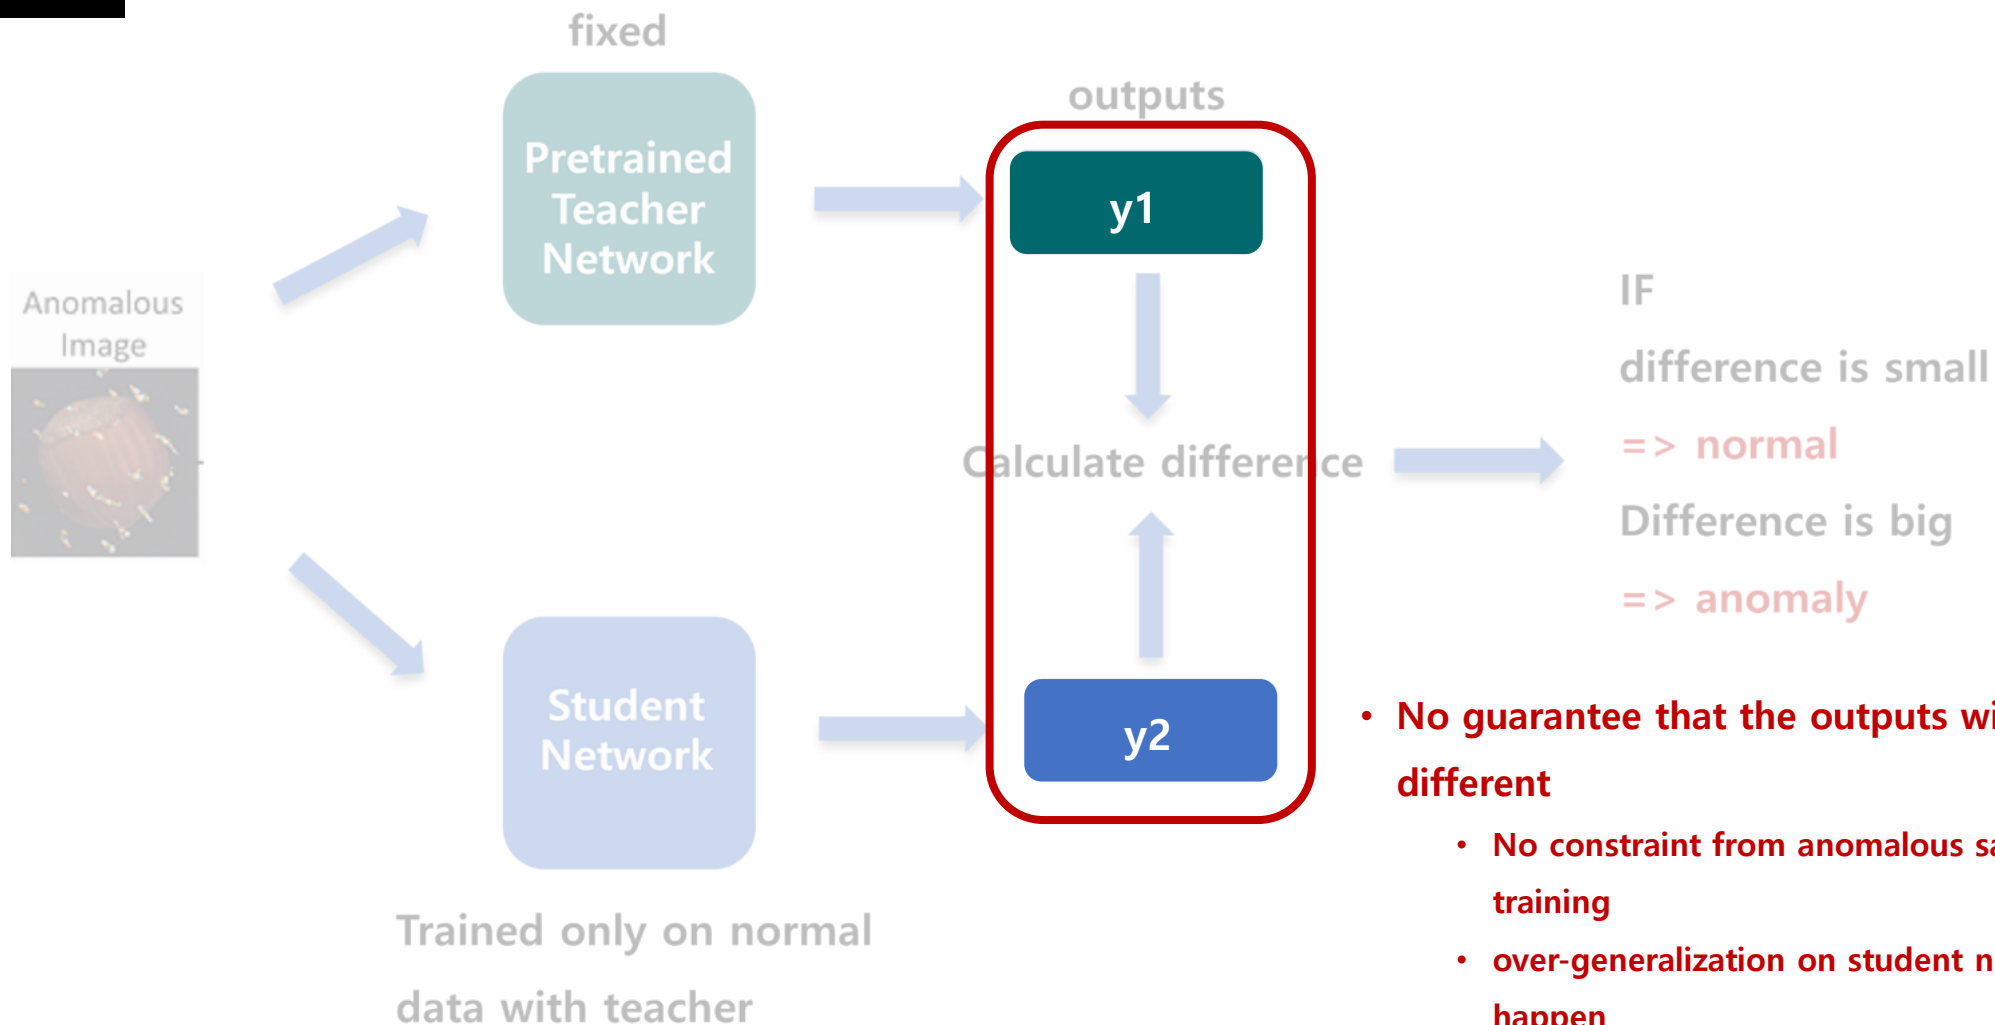 fixed
Pretrained
Teacher
Network
outputs
y1
Anomalous
Image
Calculate difference
IF
difference is small
=> normal
Difference is big
=> anomaly
Student
Network
y2
Trained only on normal
data with teacher
• No guarantee that the outputs
different
• No constraint from anomalous
training
• over-generalization on student
happen